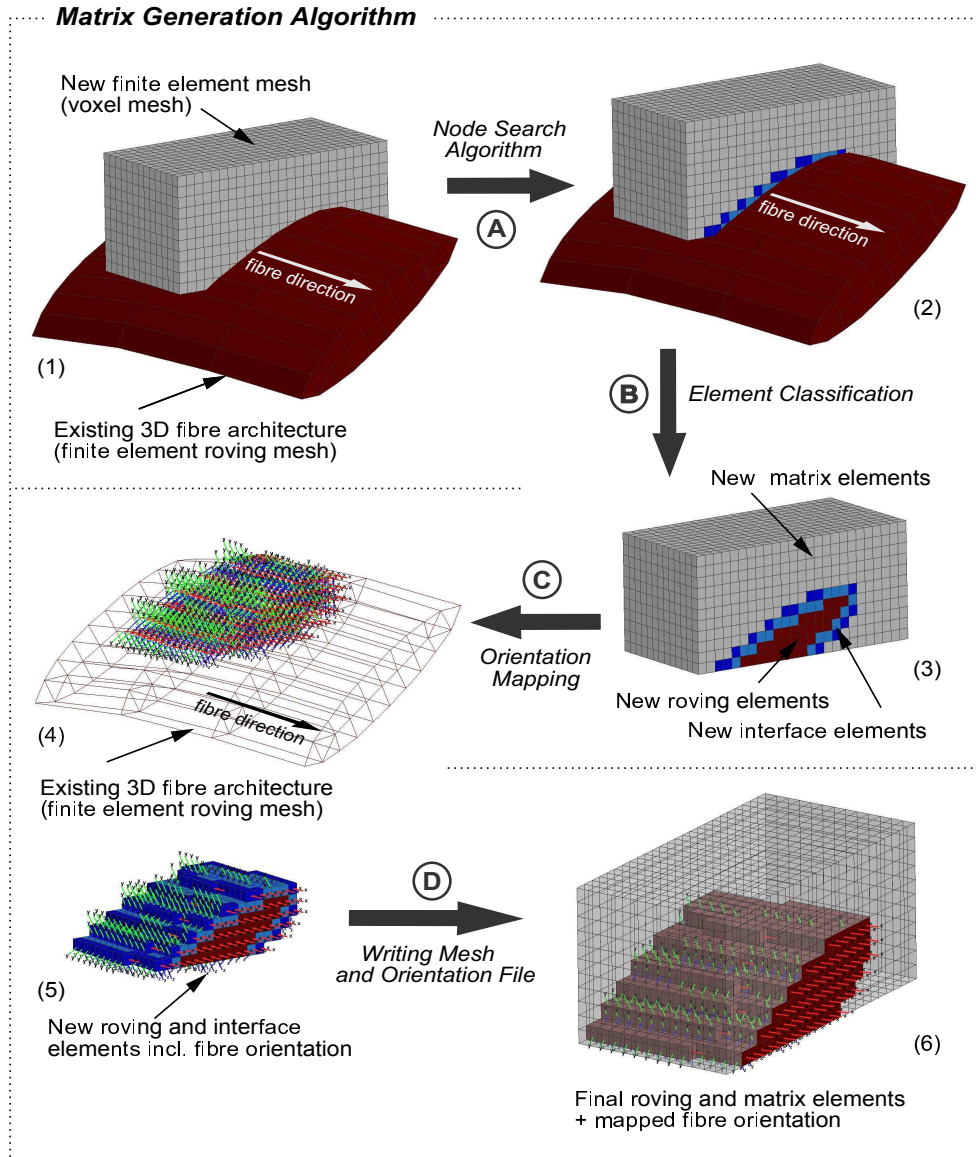 Matrix Generation Algorithm
New finite element mesh
(voxel mesh)
Node Search
Algorithm
A
fibre direction
fibre direction
(1)
(2)
Existing 3D fibre architecture
(finite element roving mesh)
B
Element Classification
New matrix elements
C
Orientation
Mapping
(3)
New roving elements
New interface elements
fibre direction
(4)
Existing 3D fibre architecture
(finite element roving mesh)
D
Writing Mesh
and Orientation File
(5)
New roving and interface
elements incl. fibre orientation
(6)
Final roving and matrix elements
+ mapped fibre orientation